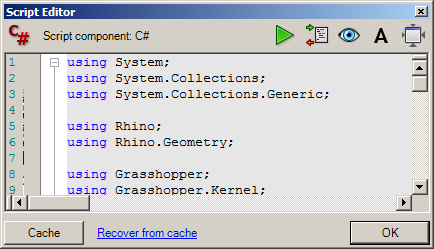 Script Editor
C# Script component: C# A
1 using System;
2 using System.Collections;
3 using System.Collections.Generic;
4
5 using Rhino;
6 using Rhino.Geometry;
7
8 using Grasshopper;
9 using Grasshopper.Kernel;
Cache Recover from cache OK